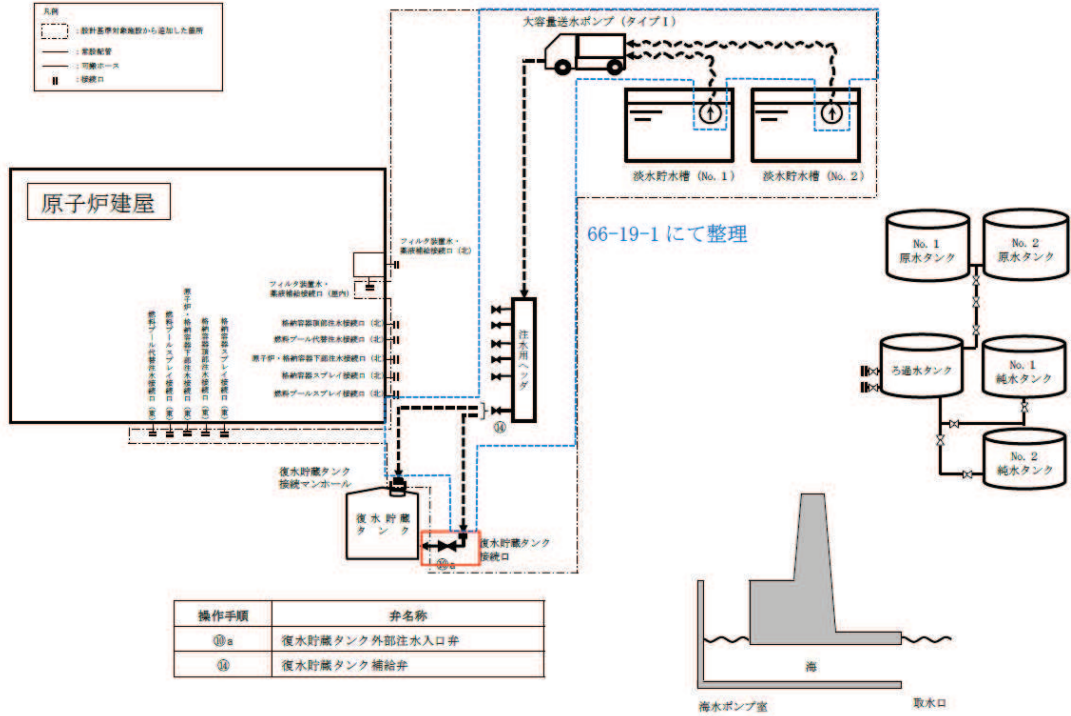 凡例
：設計基準対象施設から追加した箇所
：常設配管
：可搬ホース
：接続口
大容量送水ポンプ（タイプⅠ）
淡水貯水槽（No. 1）
淡水貯水槽（No. 2）
66-19-1 にて整理
原子炉建屋
フィルタ装置水・
薬液補給接続口（北）
フィルタ装置水・
薬液補給接続口（屋内）
格納容器頂部注水接続口（北）
燃料プール代替注水接続口（北）
原子炉・格納容器下部注水接続口（北）
格納容器スプレイ接続口（北）
燃料プールスプレイ接続口（北）
燃料プール代替注水接続口（東）
燃料プールスプレイ接続口（東）
原子炉・格納容器下部注水接続口（東）
格納容器頂部注水接続口（東）
格納容器スプレイ接続口（東）
注水用ヘッダ
⑭
No. 1
原水タンク
No. 2
原水タンク
ろ過水タンク
No. 1
純水タンク
No. 2
純水タンク
復水貯蔵タンク
接続マンホール
復水貯蔵
タンク
復水貯蔵タンク
接続口
⑩a
操作手順
弁名称
⑩a
復水貯蔵タンク外部注水入口弁
⑭
復水貯蔵タンク補給弁
海
海水ポンプ室
取水口